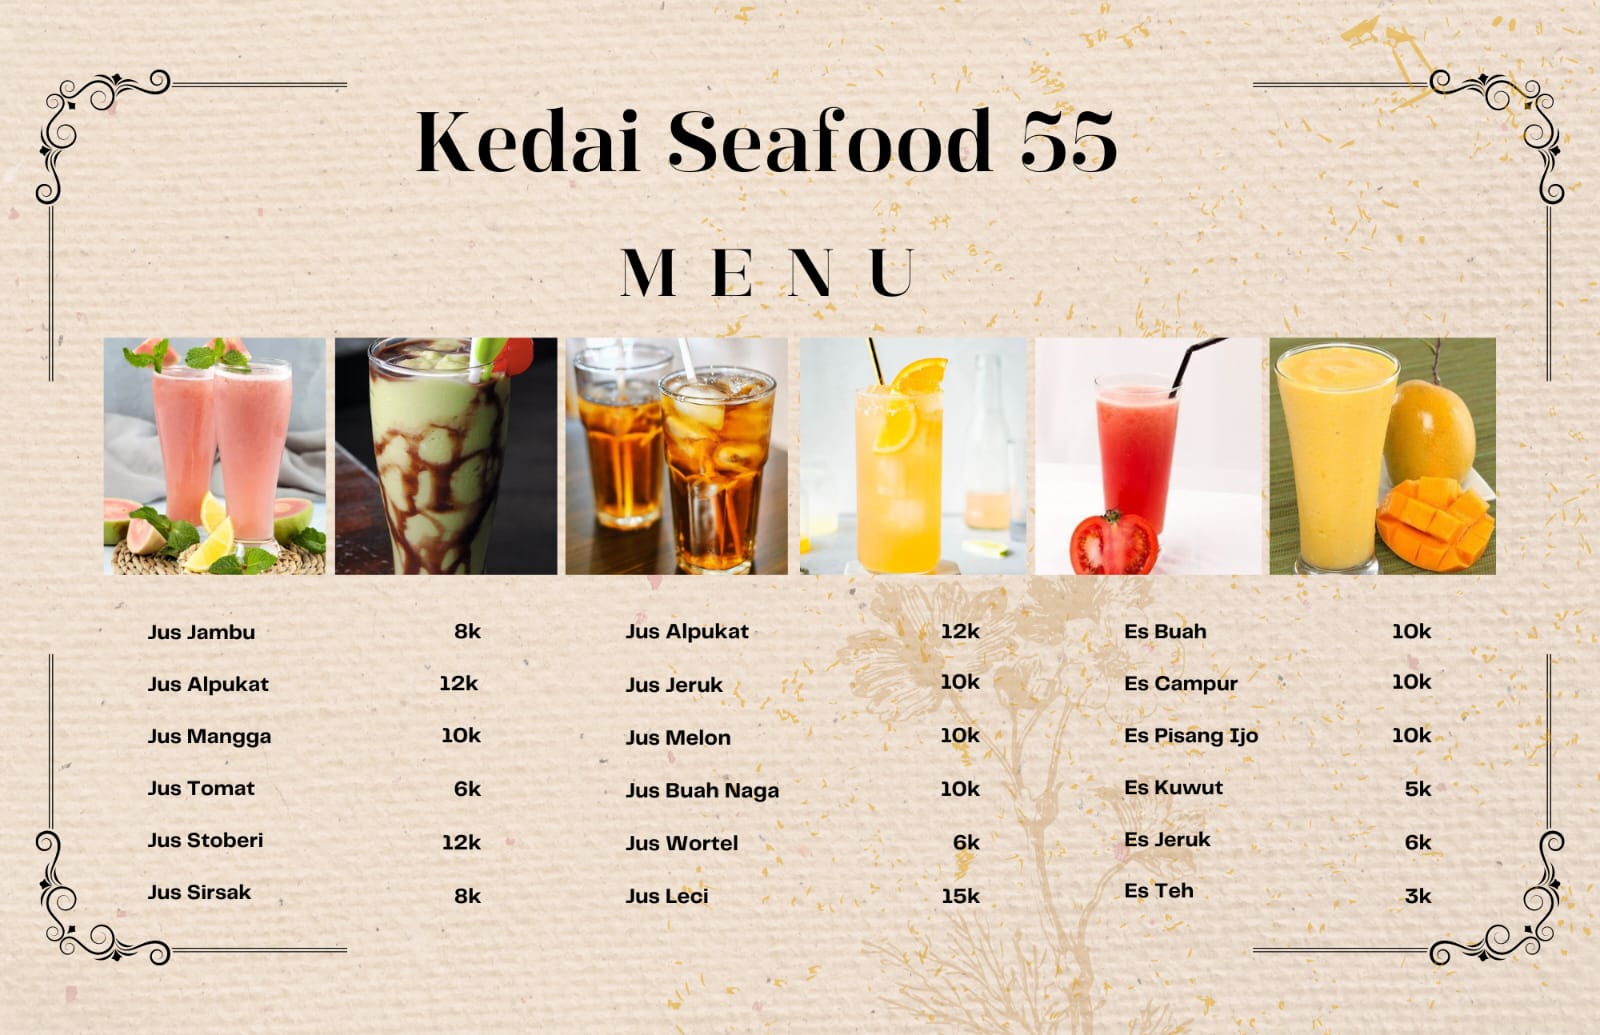 Kedai Seafood 55
MENU
Jus Jambu 8k
Jus Alpukat 12k
Jus Mangga 10k
Jus Tomat 6k
Jus Stoberi 12k
Jus Sirsak 8k
Jus Alpukat 12k
Jus Jeruk 10k
Jus Melon 10k
Jus Buah Naga 10k
Jus Wortel 6k
Jus Leci 15k
Es Buah 10k
Es Campur 10k
Es Pisang Ijo 10k
Es Kuwut 5k
Es Jeruk 6k
Es Teh 3k